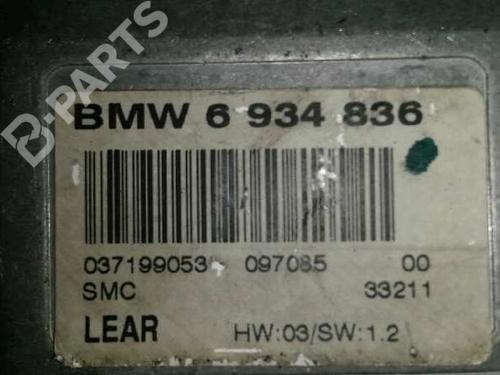 B-PARTS
BMW 6 934 836
037199053 097085 00
SMC 33211
LEAR HW:03/SW:1.2